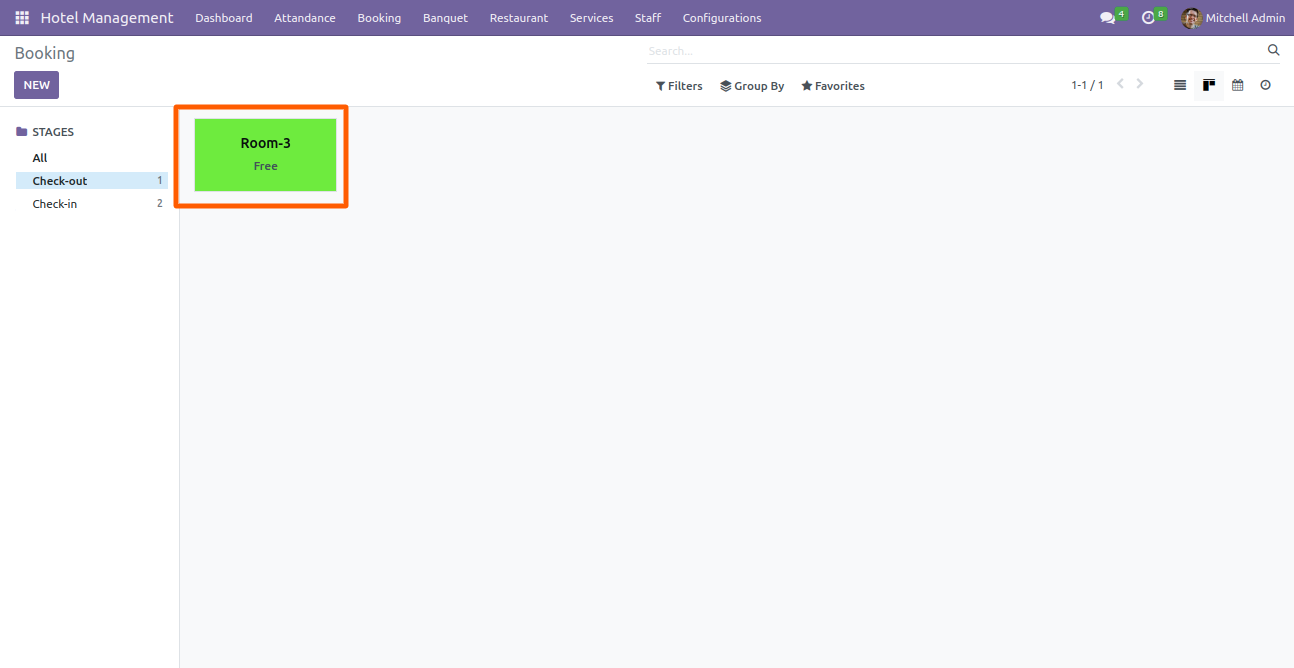 Hotel Management Dashboard Attandance Booking Banquet Restaurant Services Staff Configurations 4 8 Mitchell Admin
Booking
Search...
NEW
Filters Group By Favorites 1-1 / 1
STAGES
All
Check-out 1
Check-in 2
Room-3
Free